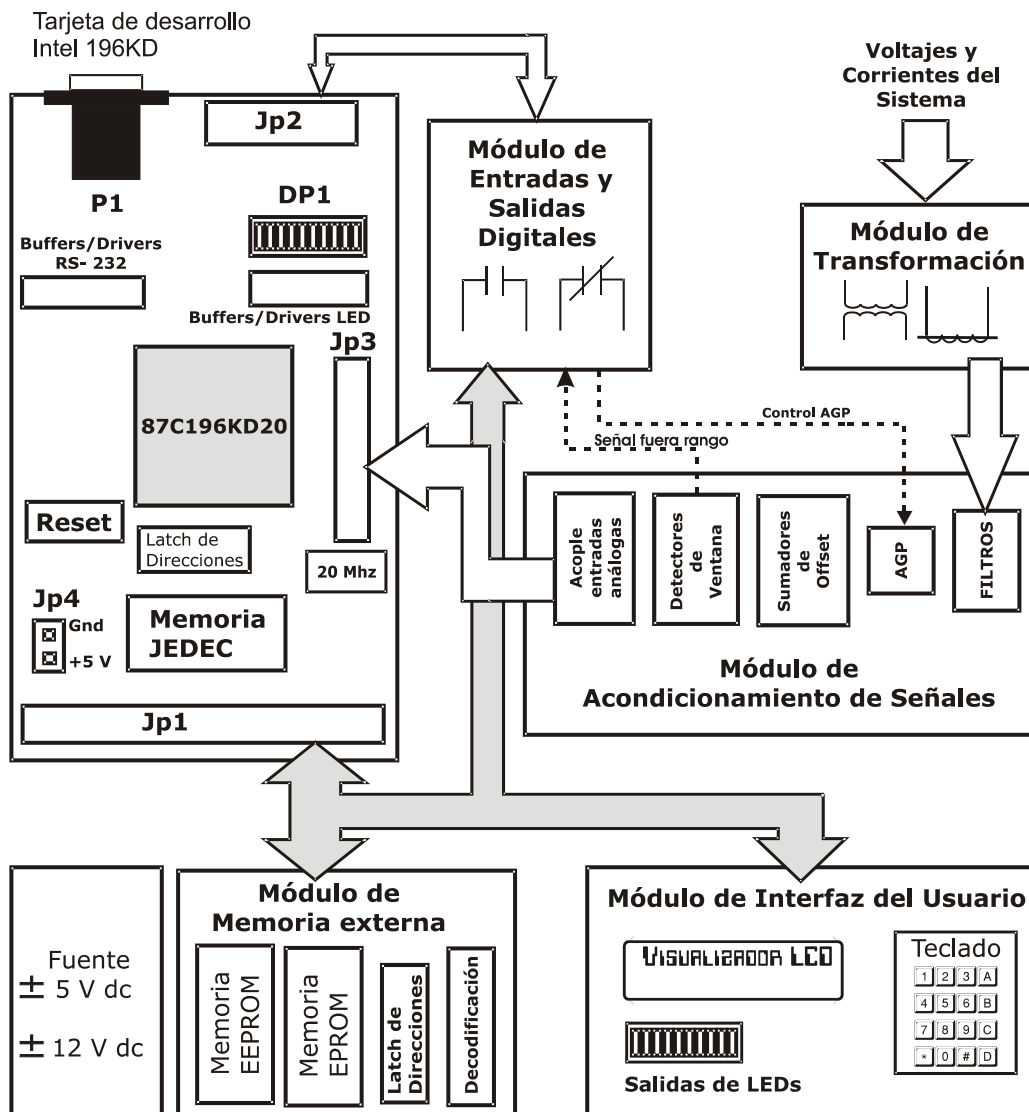 Tarjeta de desarrollo
Intel 196KD
Jp2
P1
DP1
Buffers/Drivers
RS- 232
Buffers/Drivers LED
Jp3
87C196KD20
Reset
Latch de
Direcciones
20 Mhz
Jp4
Gnd
+5 V
Memoria
JEDEC
Jp1
Módulo de
Entradas y
Salidas
Digitales
Voltajes y
Corrientes del
Sistema
Módulo de
Transformación
Control AGP
Señal fuera rango
Acople
entradas
análogas
Detectores
de
Ventana
Sumadores
de
Offset
AGP
FILTROS
Módulo de
Acondicionamiento de Señales
Fuente
± 5 V dc
± 12 V dc
Módulo de
Memoria externa
Memoria
EEPROM
Memoria
EPROM
Latch de
Direcciones
Decodificación
Módulo de Interfaz del Usuario
VISUALIZADOR LCD
Salidas de LEDs
Teclado
1 2 3 A
4 5 6 B
7 8 9 C
* 0 # D